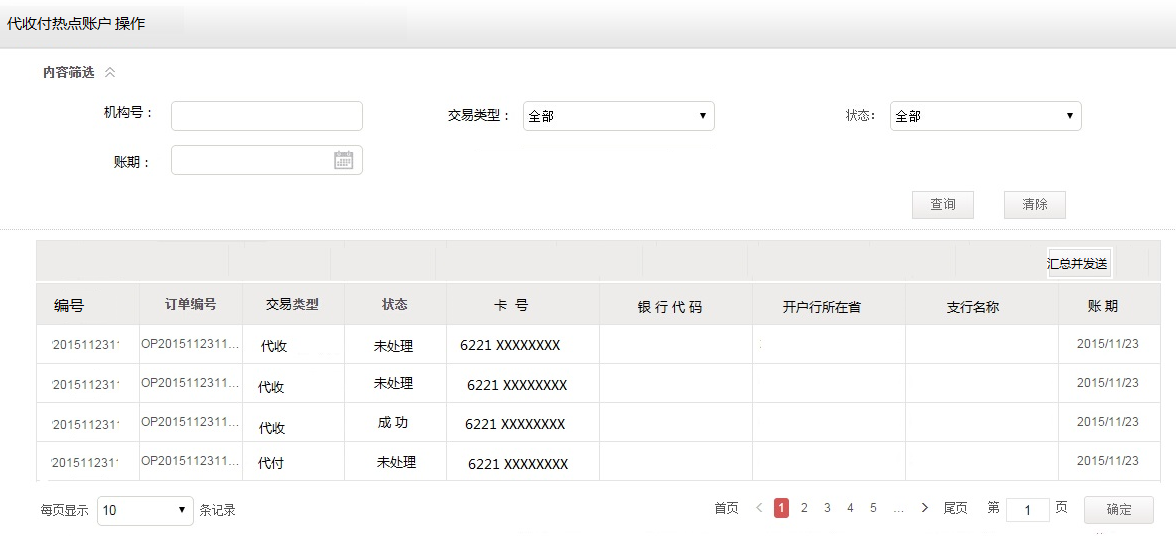 代收付热点账户 操作
内容筛选
机构号： 交易类型： 全部 状态： 全部
账期：
查询 清除
汇总并发送
编号 订单编号 交易类型 状态 卡 号 银 行 代 码 开户行所在省 支行名称 账 期
201511231 OP2015112311... 代收 未处理 6221 XXXXXXXX 2015/11/23
201511231 OP2015112311... 代收 未处理 6221 XXXXXXXX 2015/11/23
201511231 OP2015112311... 代收 成 功 6221 XXXXXXXX 2015/11/23
201511231 OP2015112311... 代付 未处理 6221 XXXXXXXX 2015/11/23
每页显示 10 条记录 首页 1 2 3 4 5 ... 尾页 第 1 页 确定